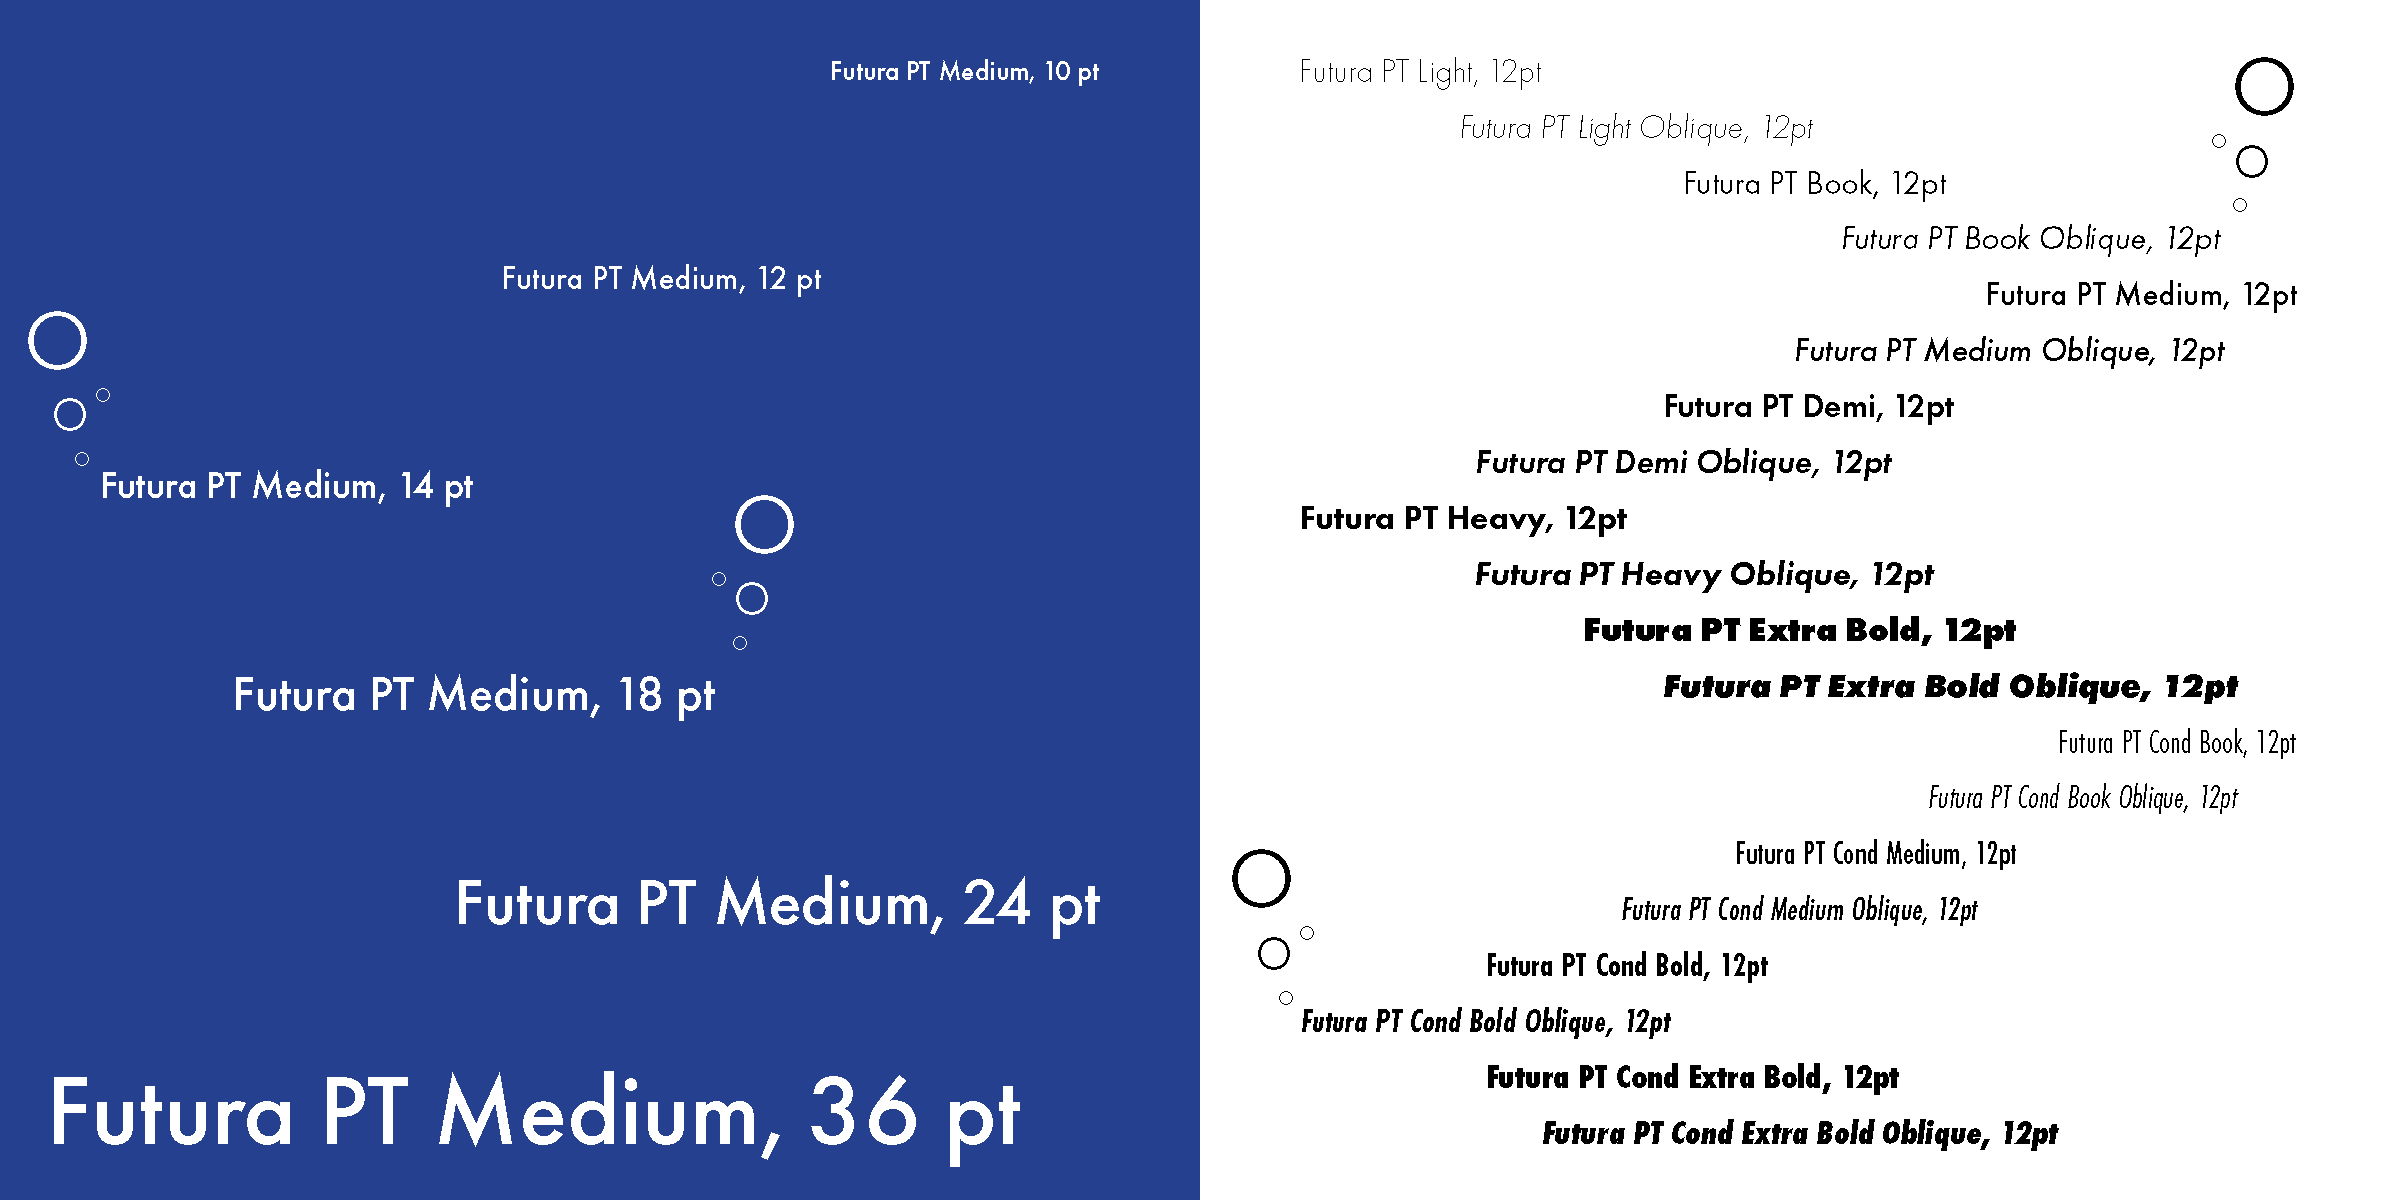 Futura PT Medium, 10 pt
Futura PT Medium, 12 pt
Futura PT Medium, 14 pt
Futura PT Medium, 18 pt
Futura PT Medium, 24 pt
Futura PT Medium, 36 pt
Futura PT Light, 12pt
Futura PT Light Oblique, 12pt
Futura PT Book, 12pt
Futura PT Book Oblique, 12pt
Futura PT Medium, 12pt
Futura PT Medium Oblique, 12pt
Futura PT Demi, 12pt
Futura PT Demi Oblique, 12pt
Futura PT Heavy, 12pt
Futura PT Heavy Oblique, 12pt
Futura PT Extra Bold, 12pt
Futura PT Extra Bold Oblique, 12pt
Futura PT Cond Book, 12pt
Futura PT Cond Book Oblique, 12pt
Futura PT Cond Medium, 12pt
Futura PT Cond Medium Oblique, 12pt
Futura PT Cond Bold, 12pt
Futura PT Cond Bold Oblique, 12pt
Futura PT Cond Extra Bold, 12pt
Futura PT Cond Extra Bold Oblique, 12pt